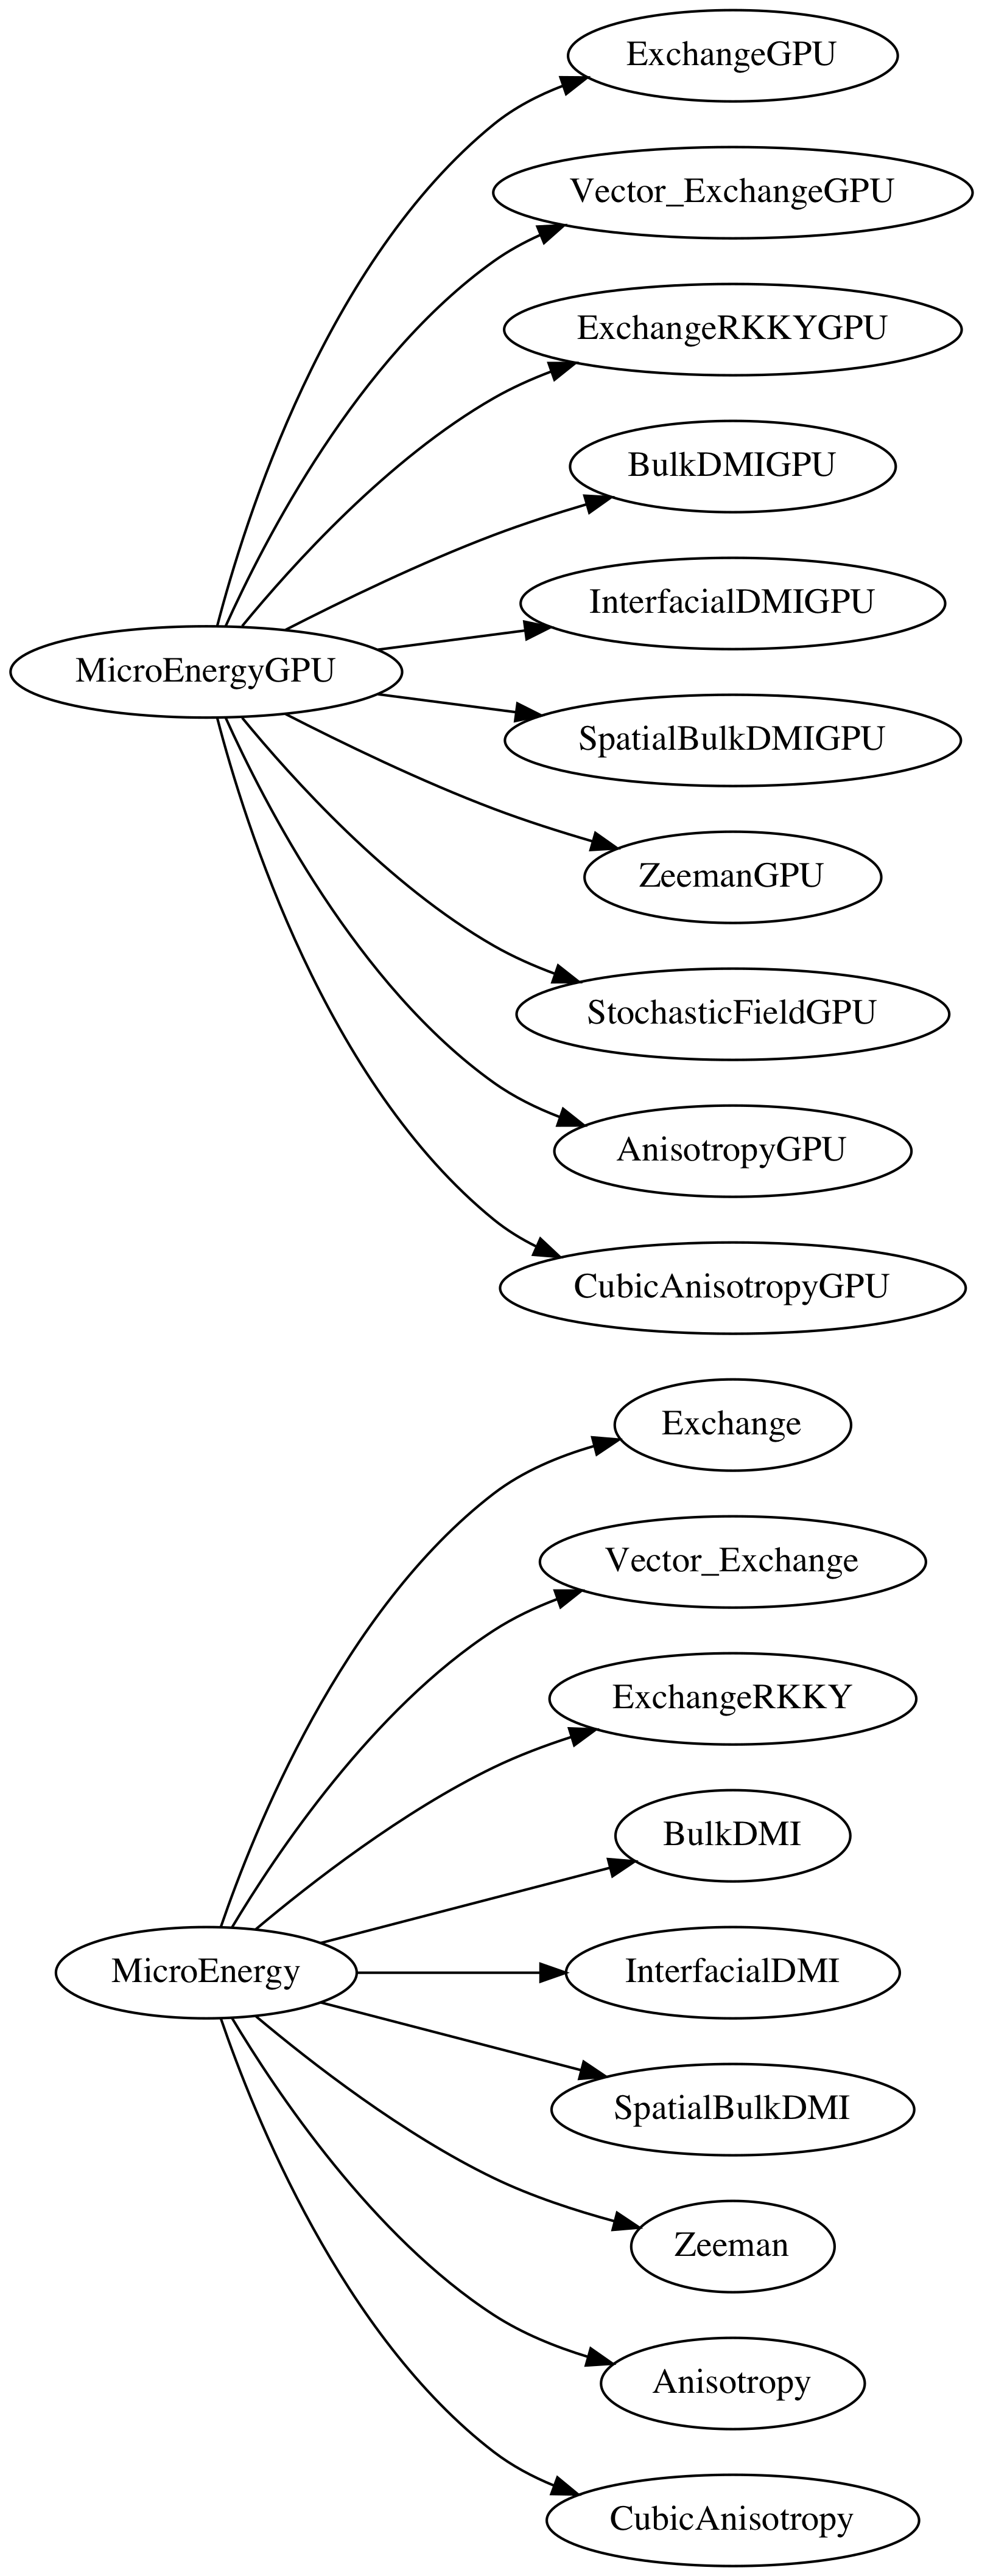 ExchangeGPU
Vector_ExchangeGPU
ExchangeRKKYGPU
BulkDMIGPU
InterfacialDMIGPU
MicroEnergyGPU
SpatialBulkDMIGPU
ZeemanGPU
StochasticFieldGPU
AnisotropyGPU
CubicAnisotropyGPU
Exchange
Vector_Exchange
ExchangeRKKY
BulkDMI
MicroEnergy
InterfacialDMI
SpatialBulkDMI
Zeeman
Anisotropy
CubicAnisotropy